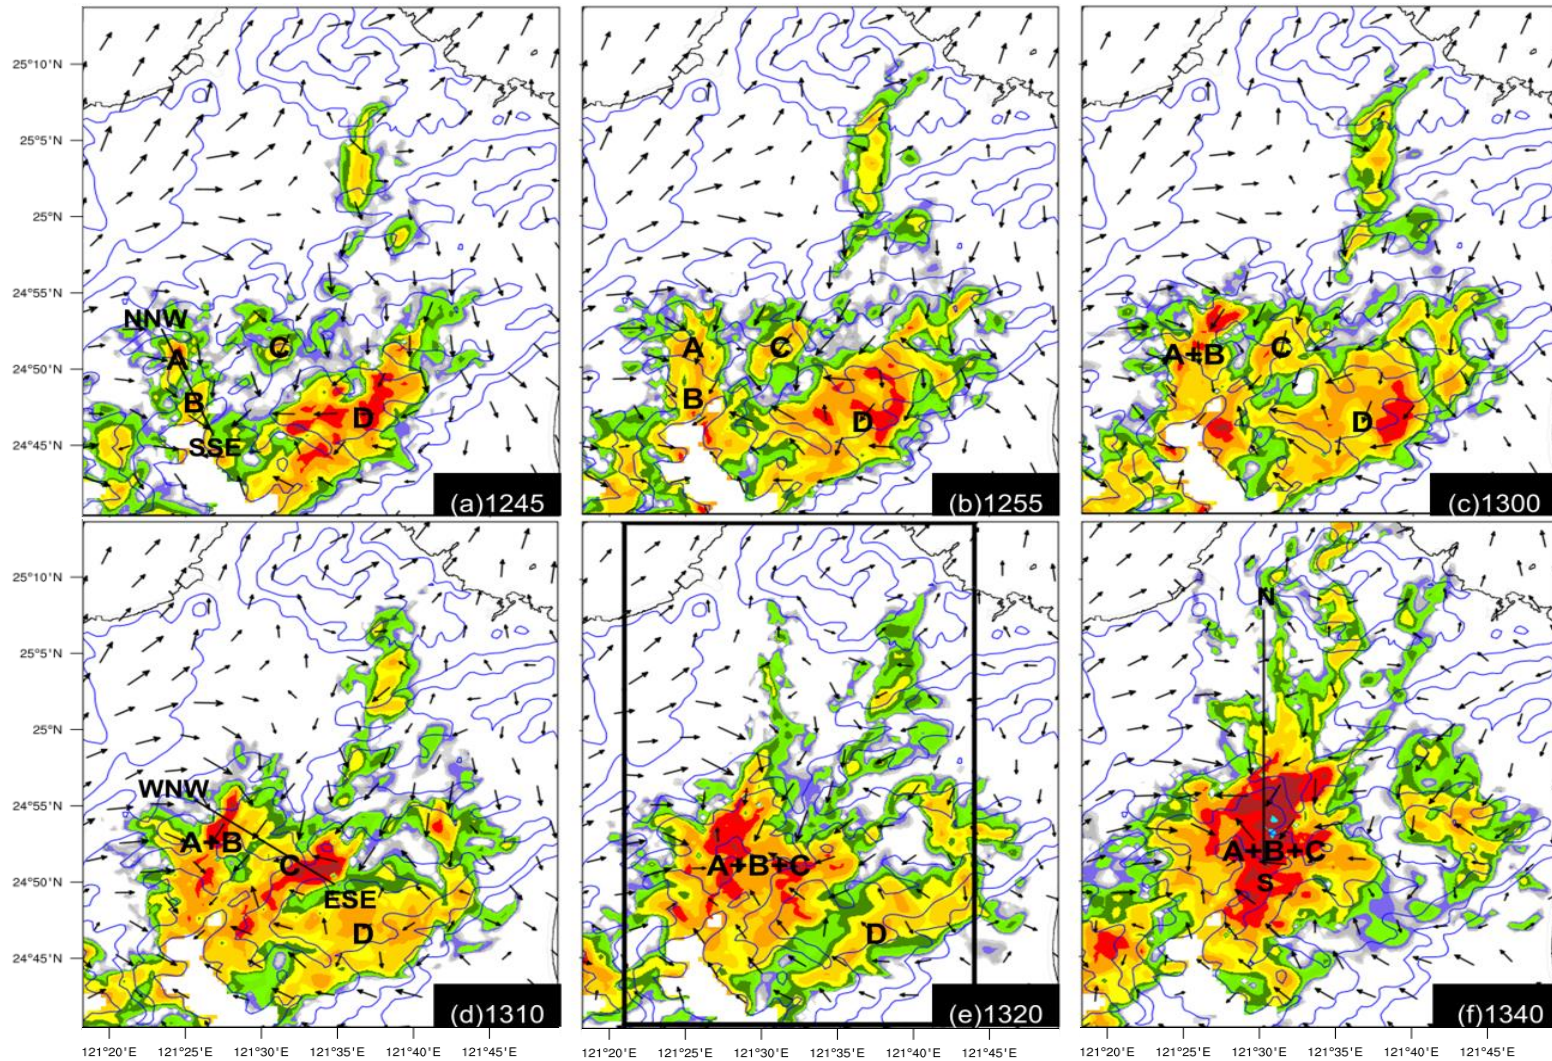 25°10'N
25°5'N
25°N
24°55'N
24°50'N
24°45'N
NNW
A
B
SSE
C
D
(a)1245
A
B
C
D
(b)1255
A+B
C
D
(c)1300
25°10'N
25°5'N
25°N
24°55'N
24°50'N
24°45'N
WNW
A+B
C
ESE
D
(d)1310
A+B+C
D
(e)1320
N
A+B+C
S
(f)1340
121°20'E 121°25'E 121°30'E 121°35'E 121°40'E 121°45'E
121°20'E 121°25'E 121°30'E 121°35'E 121°40'E 121°45'E
121°20'E 121°25'E 121°30'E 121°35'E 121°40'E 121°45'E